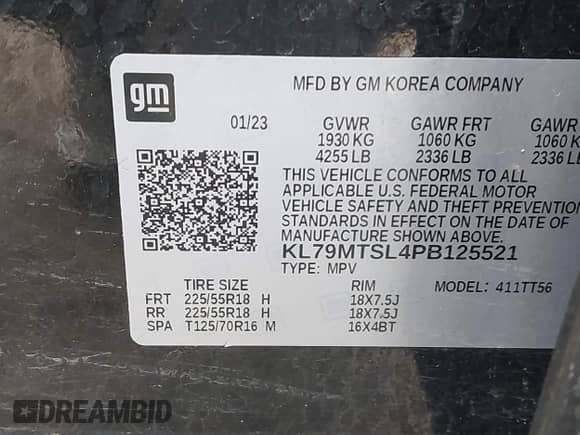 gm
MFD BY GM KOREA COMPANY
01/23 GVWR GAWR FRT GAWR
1930 KG 1060 KG 1060 KG
4255 LB 2336 LB 2336 LB
THIS VEHICLE CONFORMS TO ALL
APPLICABLE U.S. FEDERAL MOTOR
VEHICLE SAFETY AND THEFT PREVENTION
STANDARDS IN EFFECT ON THE DATE OF
MANUFACTURE SHOWN ABOVE
KL79MTSL4PB125521
TYPE: MPV MODEL: 411TT56
TIRE SIZE RIM
FRT 225/55R18 H 18X7.5J
RR 225/55R18 H 18X7.5J
SPA T125/70R16 M 16X4BT
DREAMBID